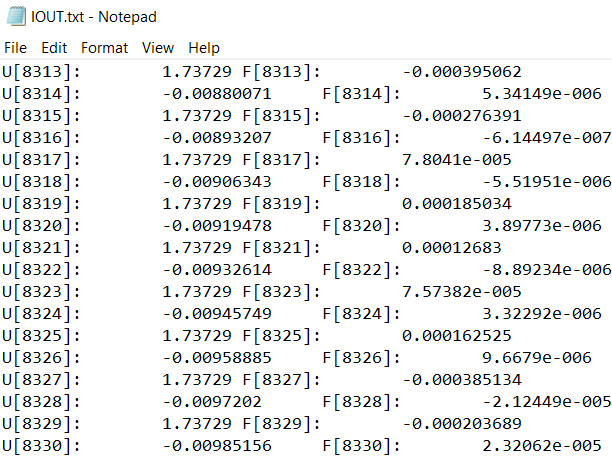 IOUT.txt - Notepad
File Edit Format View Help
U[8313]: 1.73729 F[8313]: -0.000395062
U[8314]: -0.00880071 F[8314]: 5.34149e-006
U[8315]: 1.73729 F[8315]: -0.000276391
U[8316]: -0.00893207 F[8316]: -6.14497e-007
U[8317]: 1.73729 F[8317]: 7.8041e-005
U[8318]: -0.00906343 F[8318]: -5.51951e-006
U[8319]: 1.73729 F[8319]: 0.000185034
U[8320]: -0.00919478 F[8320]: 3.89773e-006
U[8321]: 1.73729 F[8321]: 0.00012683
U[8322]: -0.00932614 F[8322]: -8.89234e-006
U[8323]: 1.73729 F[8323]: 7.57382e-005
U[8324]: -0.00945749 F[8324]: 3.32292e-006
U[8325]: 1.73729 F[8325]: 0.000162525
U[8326]: -0.00958885 F[8326]: 9.6679e-006
U[8327]: 1.73729 F[8327]: -0.000385134
U[8328]: -0.0097202 F[8328]: -2.12449e-005
U[8329]: 1.73729 F[8329]: -0.000203689
U[8330]: -0.00985156 F[8330]: 2.32062e-005